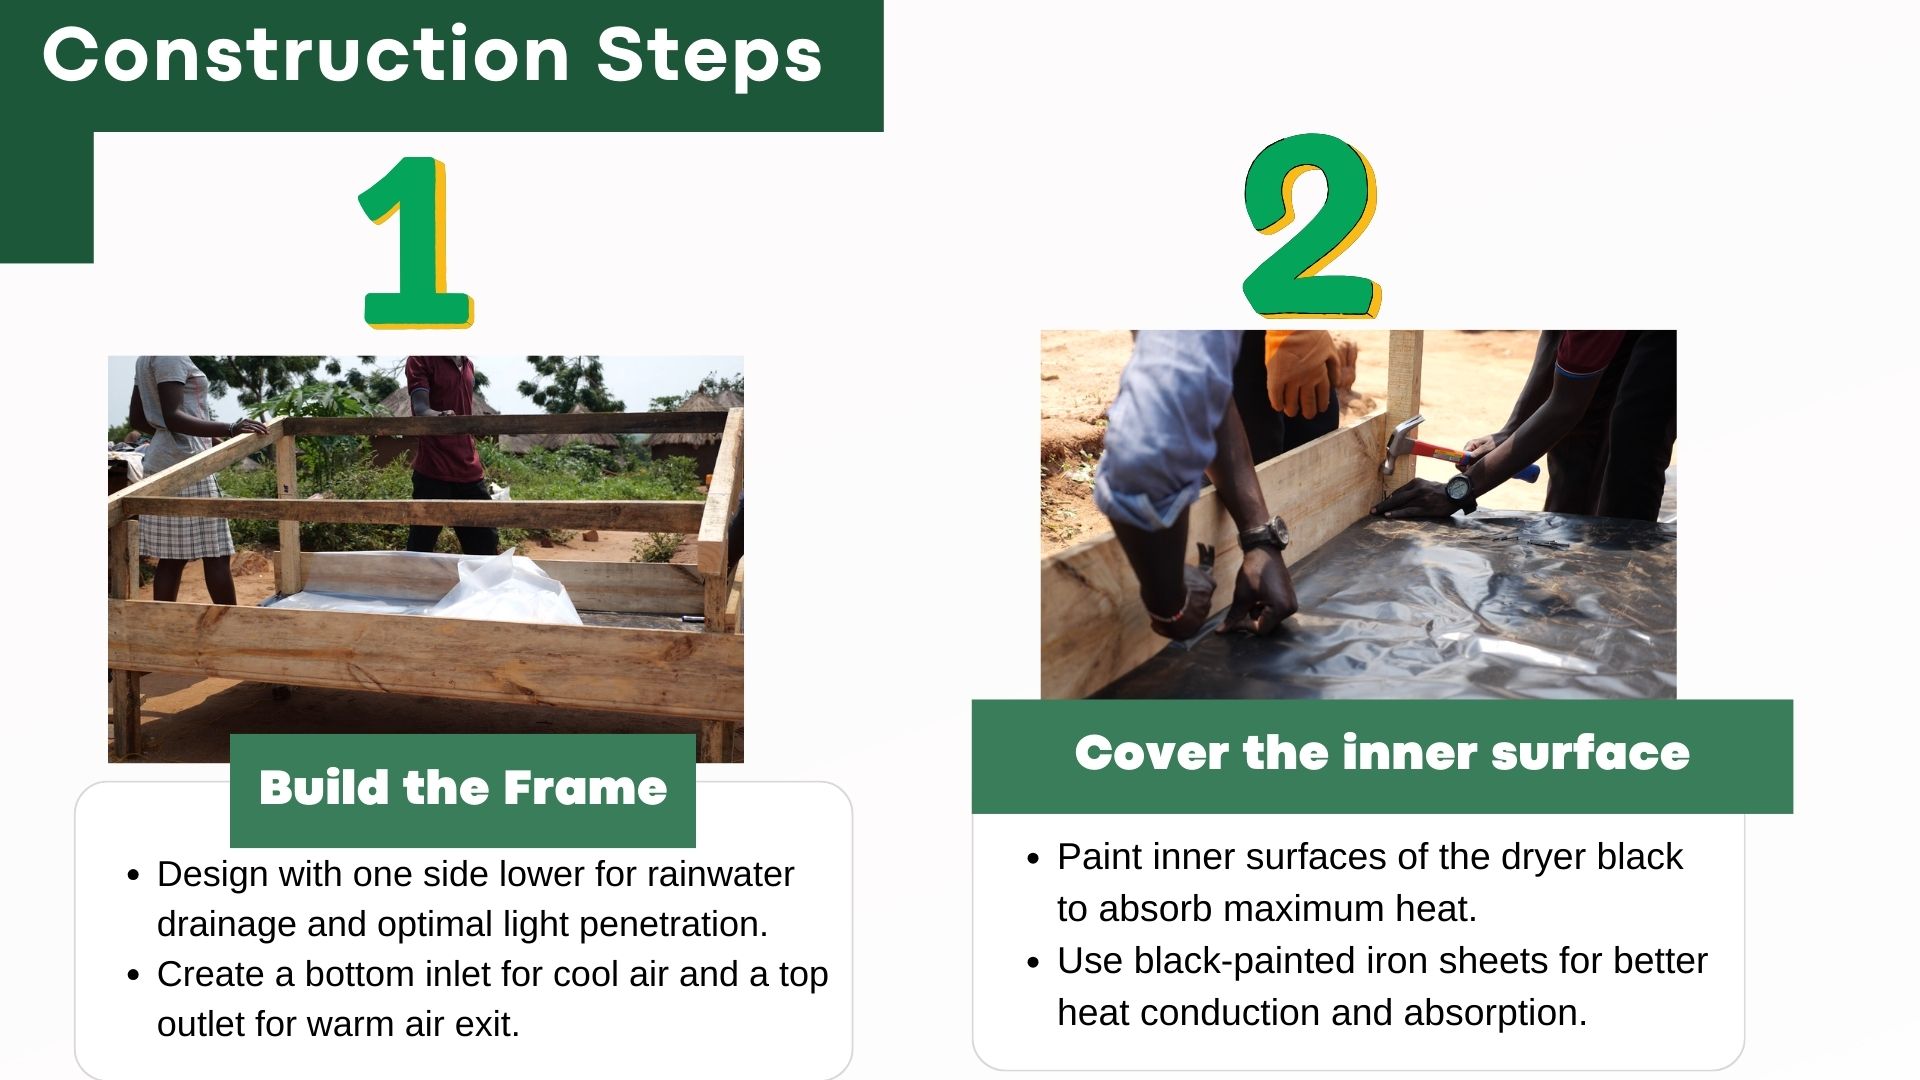 Construction Steps
1
Build the Frame
• Design with one side lower for rainwater
drainage and optimal light penetration.
• Create a bottom inlet for cool air and a top
outlet for warm air exit.
2
Cover the inner surface
• Paint inner surfaces of the dryer black
to absorb maximum heat.
• Use black-painted iron sheets for better
heat conduction and absorption.